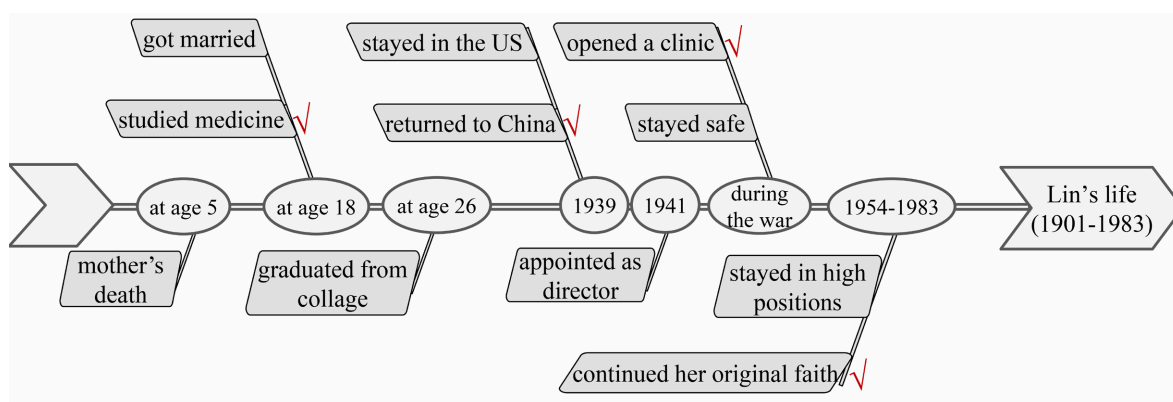 got married
stayed in the US
opened a clinic
studied medicine
returned to China
stayed safe
at age 5
at age 18
at age 26
1939
1941
during
the war
1954-1983
Lin's life
(1901-1983)
mother's
death
graduated from
collage
appointed as
director
stayed in high
positions
continued her original faith